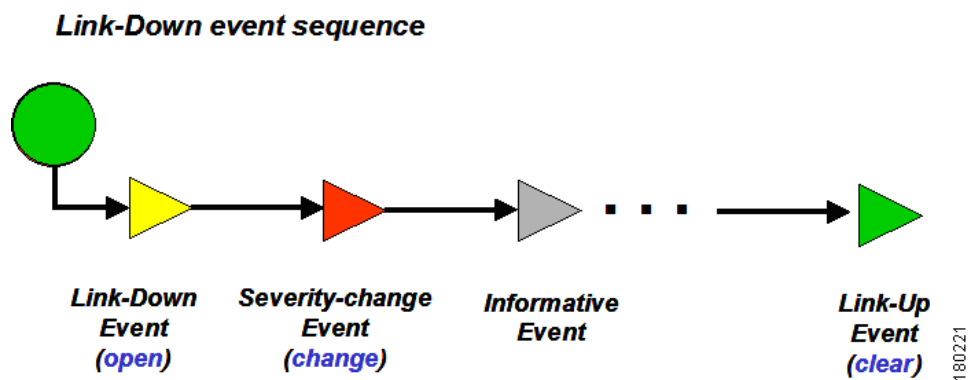 Link-Down event sequence
Link-Down
Event
(open)
Severity-change
Event
(change)
Informative
Event
Link-Up
Event
(clear)
180221